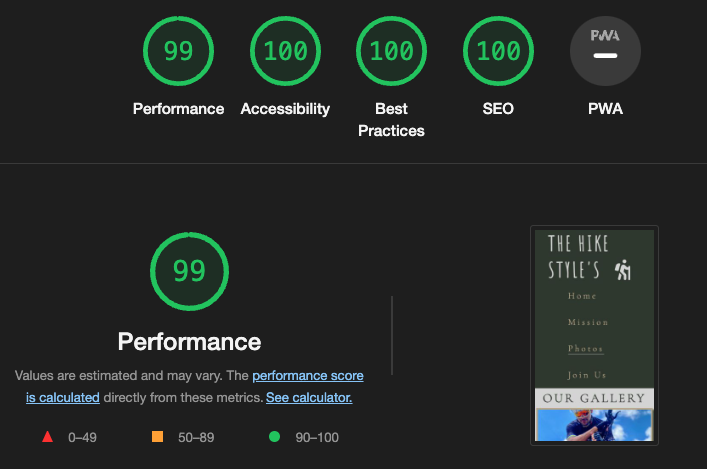 99
100
100
100
PWA
Performance
Accessibility
Best
Practices
SEO
PWA
99
Performance
Values are estimated and may vary. The performance score
is calculated directly from these metrics. See calculator.
0–49
50–89
90–100
THE HIKE
STYLE'S
Home
Mission
Photos
Join Us
OUR GALLERY